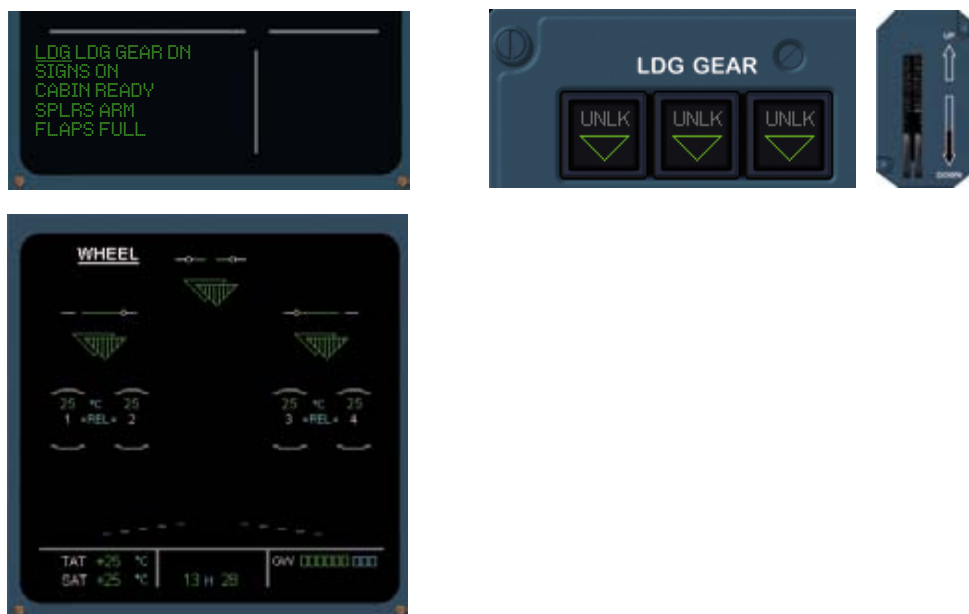 LDG LDG GEAR DN
SIGNS ON
CABIN READY
SPLRS ARM
FLAPS FULL
LDG GEAR
UNLK UNLK UNLK
UP
DOWN
WHEEL
25 °C 25
1 •REL• 2
25 °C 25
3 •REL• 4
TAT +25 °C
SAT +25 °C
13 H 28
GW